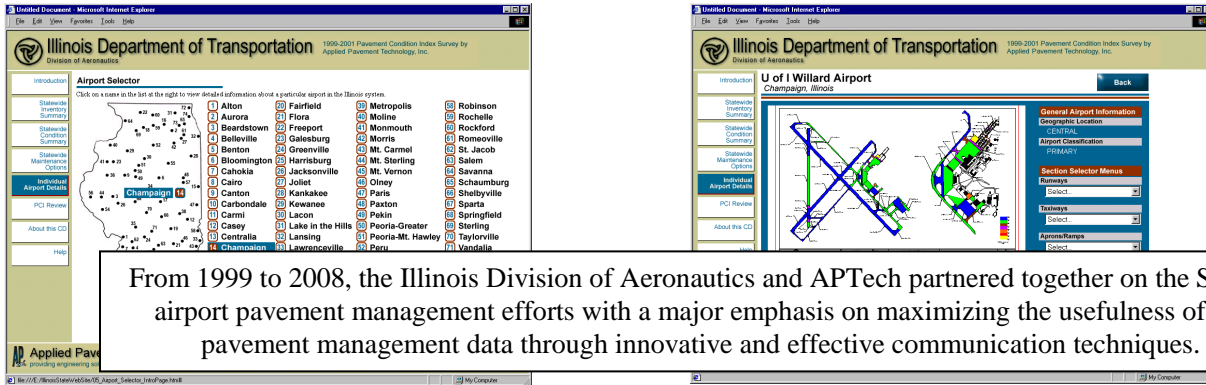 Untitled Document - Microsoft Internet Explorer
File Edit View Favorites Tools Help
Illinois Department of Transportation
Division of Aeronautics
1999-2001 Pavement Condition Index Survey by
Applied Pavement Technology, Inc.
Introduction
Statewide
Inventory
Summary
Statewide
Condition
Summary
Statewide
Maintenance
Options
Individual
Airport Details
PCI Review
About this CD
Help
Airport Selector
Click on a name in the list at the right to view detailed information about a particular airport in the Illinois system.
Champaign 14
1 Alton
2 Aurora
3 Beardstown
4 Belleville
5 Benton
6 Bloomington
7 Cahokia
8 Cairo
9 Canton
10 Carbondale
11 Carmi
12 Casey
13 Centralia
14 Champaign
20 Fairfield
21 Flora
22 Freeport
23 Galesburg
24 Greenville
25 Harrisburg
26 Jacksonville
27 Joliet
28 Kankakee
29 Kewanee
30 Lacon
31 Lake in the Hills
32 Lansing
33 Lawrenceville
39 Metropolis
40 Moline
41 Monmouth
42 Morris
43 Mt. Carmel
44 Mt. Sterling
45 Mt. Vernon
46 Olney
47 Paris
48 Paxton
49 Pekin
50 Peoria-Greater
51 Peoria-Mt. Hawley
52 Peru
58 Robinson
59 Rochelle
60 Rockford
61 Romeoville
62 St. Jacob
63 Salem
64 Savanna
65 Schaumburg
66 Shelbyville
67 Sparta
68 Springfield
69 Sterling
70 Taylorville
71 Vandalia
Applied Pave
providing engineering so
file:///E:/IllinoisStateWebSite/05_Airport_Selector_IntroPage.html
My Computer
Untitled Document - Microsoft Internet Explorer
File Edit View Favorites Tools Help
Illinois Department of Transportation
Division of Aeronautics
1999-2001 Pavement Condition Index Survey by
Applied Pavement Technology, Inc.
Introduction
Statewide
Inventory
Summary
Statewide
Condition
Summary
Statewide
Maintenance
Options
Individual
Airport Details
PCI Review
About this CD
Help
U of I Willard Airport
Champaign, Illinois
Back
General Airport Information
Geographic Location
CENTRAL
Airport Classification
PRIMARY
Section Selector Menus
Runways
Select...
Taxiways
Select...
Aprons/Ramps
Select...
My Computer
From 1999 to 2008, the Illinois Division of Aeronautics and APTech partnered together on the S
airport pavement management efforts with a major emphasis on maximizing the usefulness of
pavement management data through innovative and effective communication techniques.